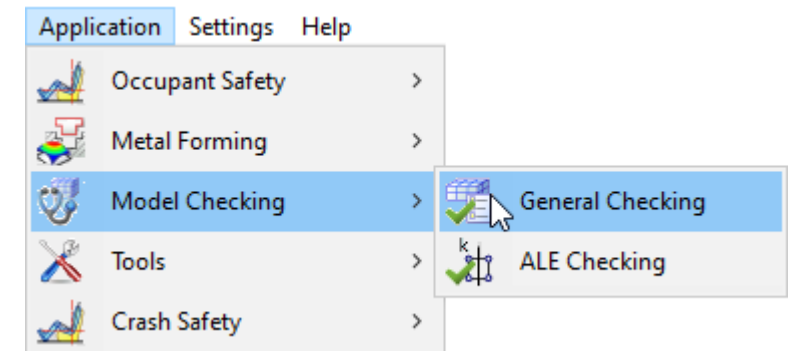 Application Settings Help
Occupant Safety
Metal Forming
Model Checking
General Checking
k
ALE Checking
Tools
Crash Safety